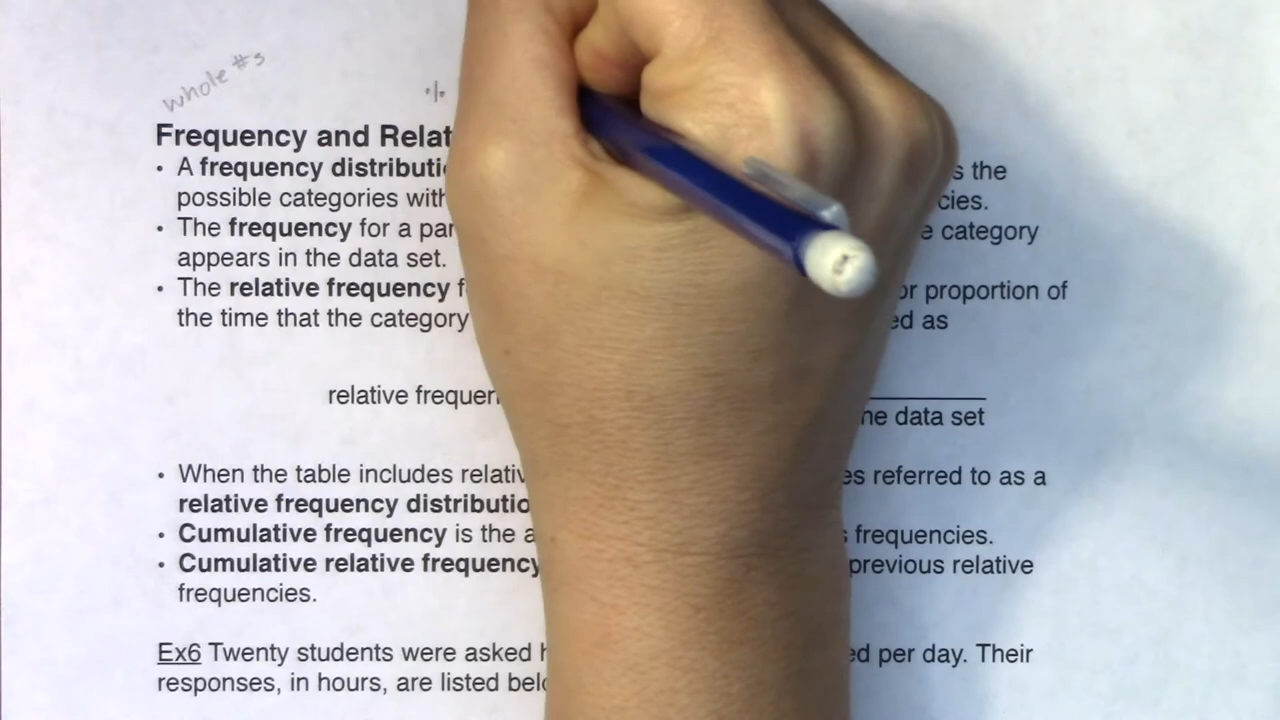 whole #s
%
Frequency and Relat
• A frequency distributi s the
possible categories with cies.
• The frequency for a par e category
appears in the data set.
• The relative frequency f or proportion of
the time that the category ed as
relative frequen
he data set
• When the table includes relativ es referred to as a
relative frequency distributio
• Cumulative frequency is the a s frequencies.
• Cumulative relative frequency previous relative
frequencies.
Ex6 Twenty students were asked h ed per day. Their
responses, in hours, are listed belo